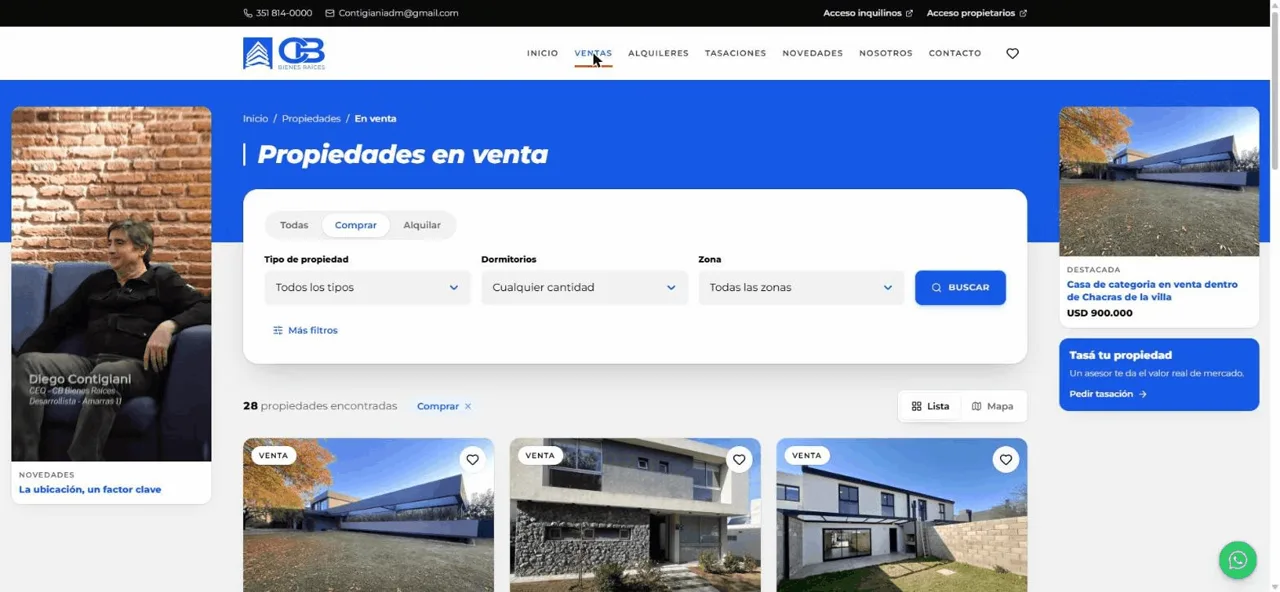 351 814-0000 Contigianiadm@gmail.com Acceso inquilinos Acceso propietarios
CB
BIENES RAÍCES
INICIO VENTAS ALQUILERES TASACIONES NOVEDADES NOSOTROS CONTACTO
Inicio / Propiedades / En venta
Propiedades en venta
Todas Comprar Alquilar
Tipo de propiedad Dormitorios Zona
Todos los tipos Cualquier cantidad Todas las zonas BUSCAR
Más filtros
Diego Contigiani
CEO - CB Bienes Raíces
Desarrollista - Amarras 11
NOVEDADES
La ubicación, un factor clave
DESTACADA
Casa de categoria en venta dentro
de Chacras de la villa
USD 900.000
Tasá tu propiedad
Un asesor te da el valor real de mercado.
Pedir tasación →
28 propiedades encontradas Comprar × Lista Mapa
VENTA VENTA VENTA